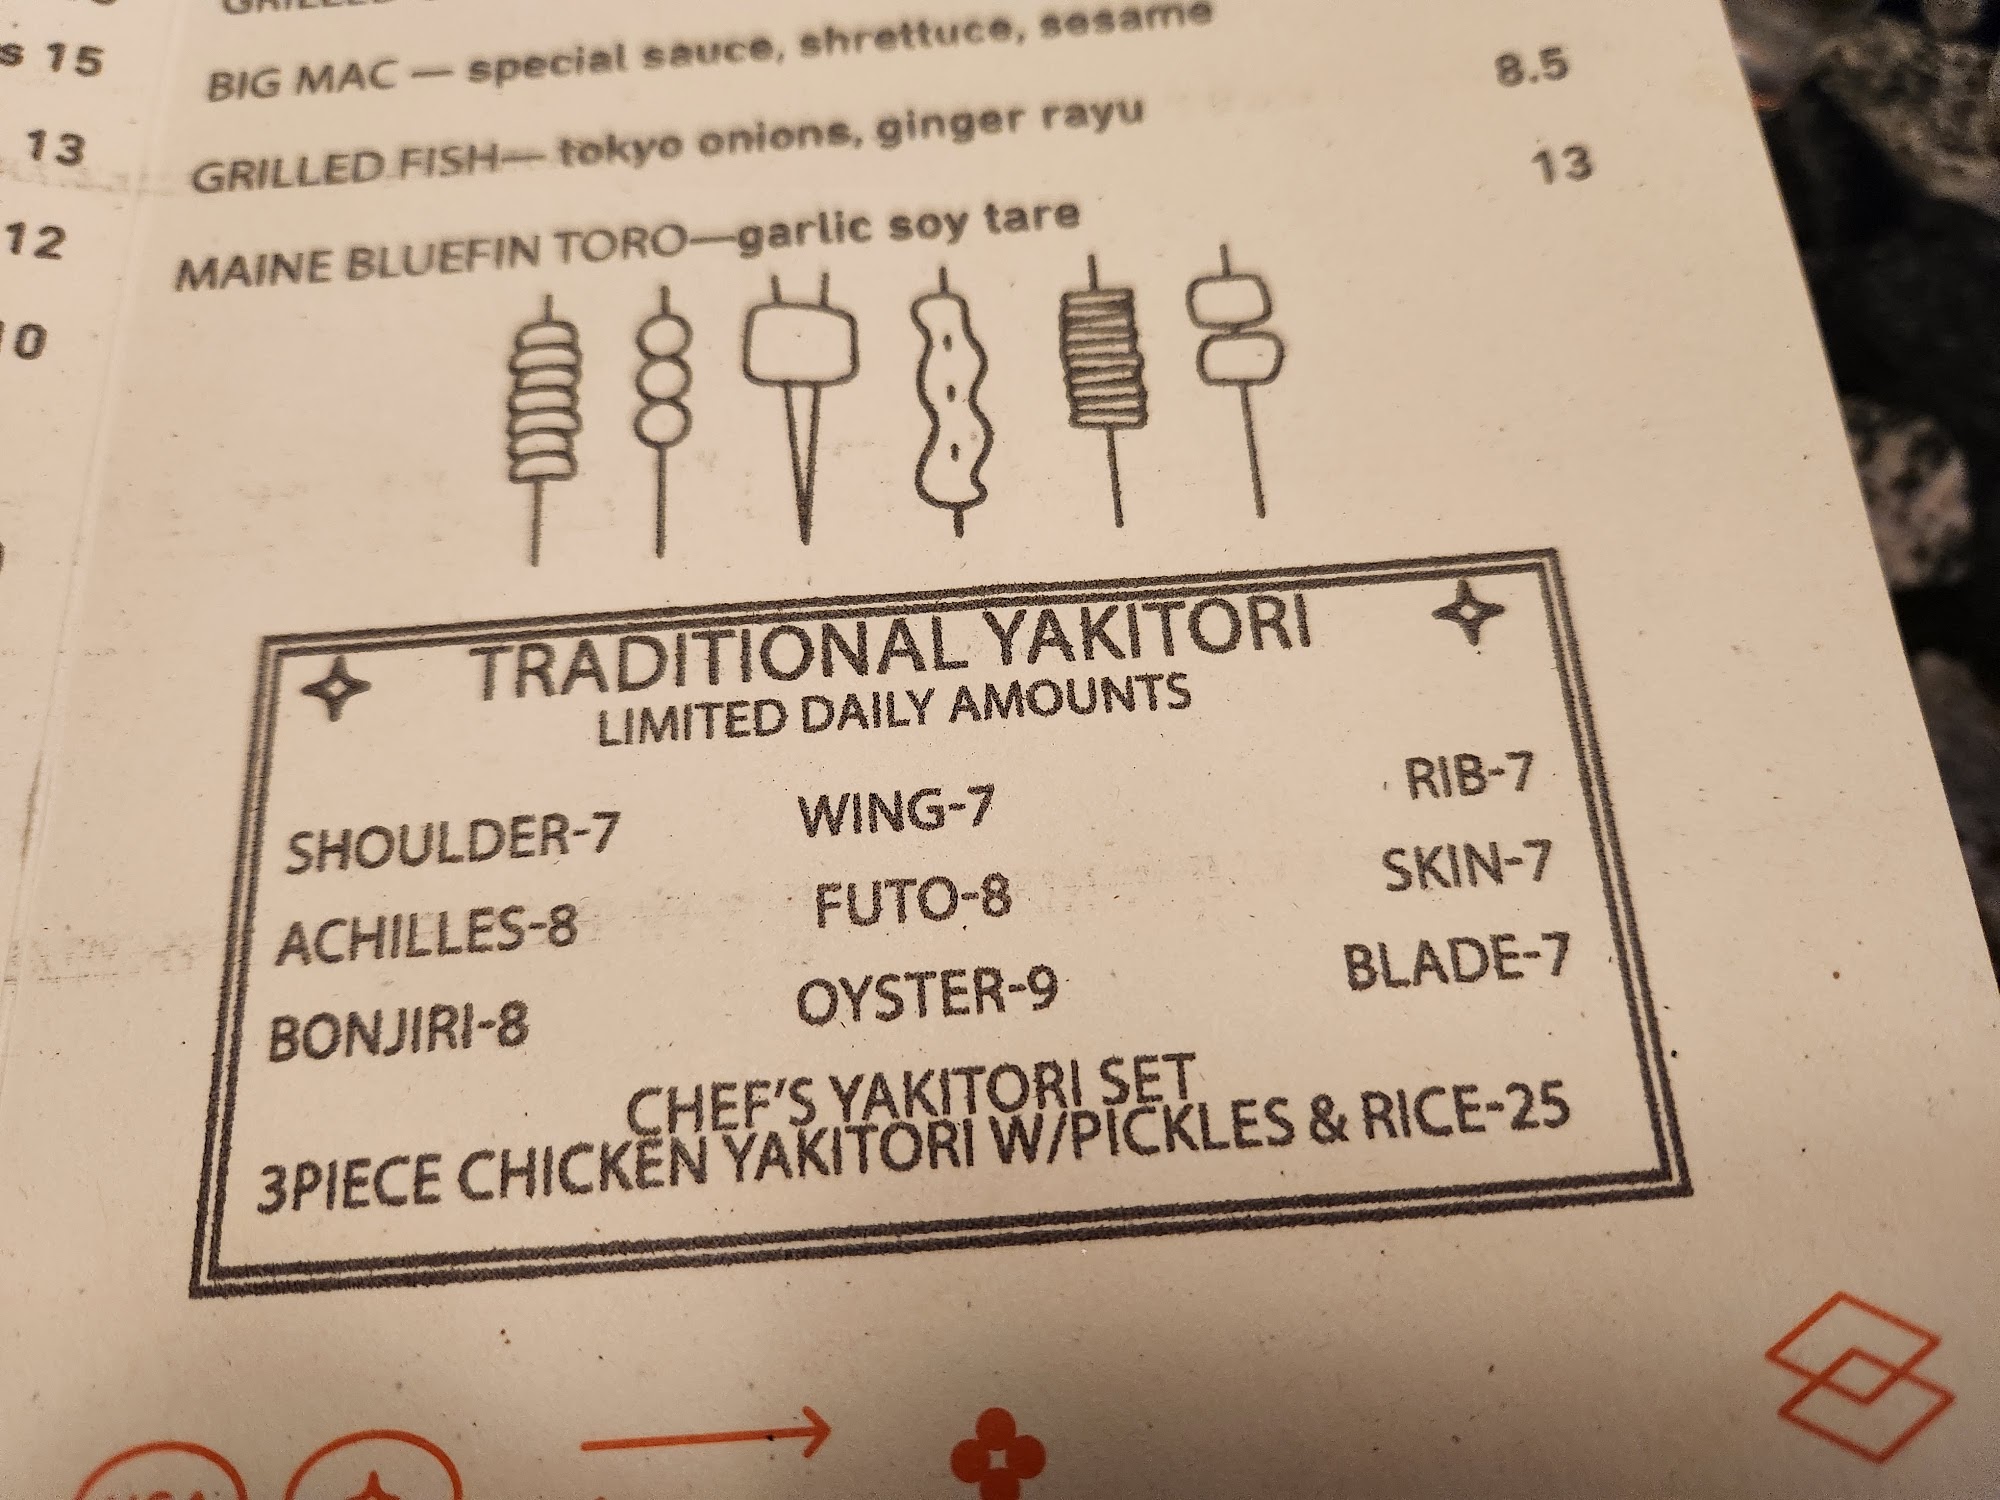 s 15
BIG MAC — special sauce, shrettuce, sesame
8.5
13
GRILLED FISH— tokyo onions, ginger rayu
13
12
MAINE BLUEFIN TORO—garlic soy tare
10
TRADITIONAL YAKITORI
LIMITED DAILY AMOUNTS
SHOULDER-7 WING-7 RIB-7
ACHILLES-8 FUTO-8 SKIN-7
BONJIRI-8 OYSTER-9 BLADE-7
CHEF'S YAKITORI SET
3PIECE CHICKEN YAKITORI W/PICKLES & RICE-25